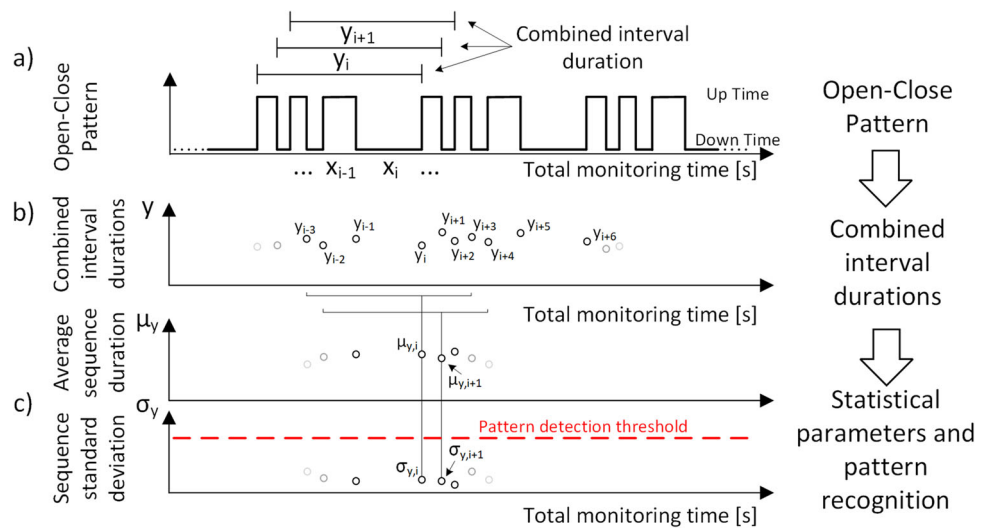 a)
Open-Close
Pattern
y_{i+1}
y_i
Combined interval
duration
Up Time
Down Time
... x_{i-1} x_i ...
Total monitoring time [s]
b)
Combined
interval
durations
y
y_{i-3}
y_{i-2}
y_{i-1}
y_i
y_{i+1}
y_{i+2}
y_{i+3}
y_{i+4}
y_{i+5}
y_{i+6}
Total monitoring time [s]
c)
Average
sequence
duration
μ_y
μ_{y,i}
μ_{y,i+1}
Sequence
standard
deviation
σ_y
Pattern detection threshold
σ_{y,i}
σ_{y,i+1}
Total monitoring time [s]
Open-Close
Pattern
Combined
interval
durations
Statistical
parameters and
pattern
recognition